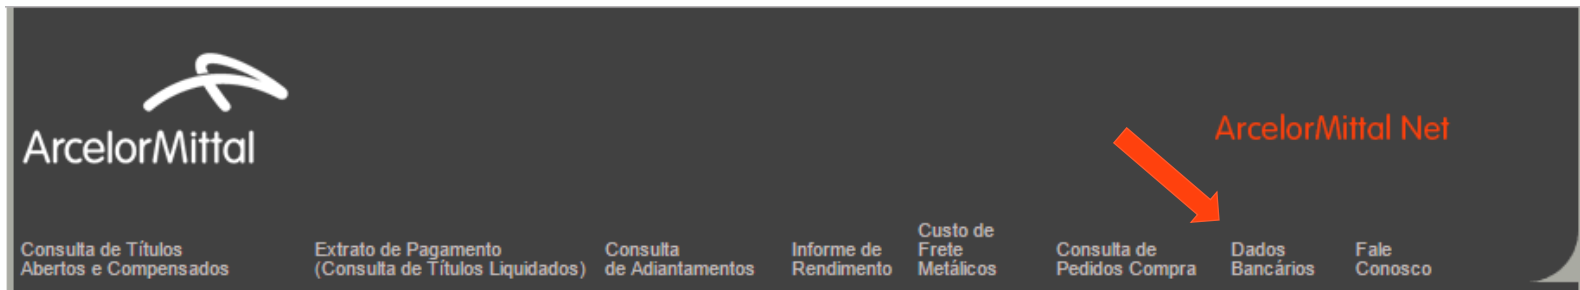 ArcelorMittal
ArcelorMittal Net
Consulta de Títulos
Abertos e Compensados
Extrato de Pagamento
(Consulta de Títulos Liquidados)
Consulta
de Adiantamentos
Informe de
Rendimento
Custo de
Frete
Metálicos
Consulta de
Pedidos Compra
Dados
Bancários
Fale
Conosco